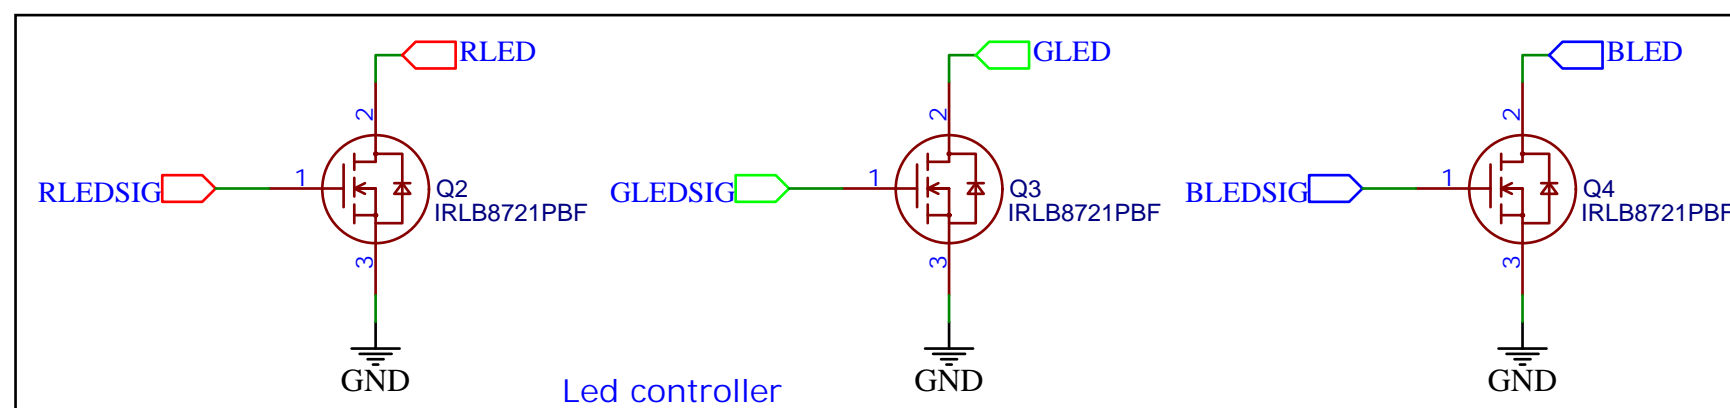 RLED
GLED
BLED
2
2
2
RLEDSIG
1
Q2
IRLB8721PBF
GLEDSIG
1
Q3
IRLB8721PBF
BLEDSIG
1
Q4
IRLB8721PBF
3
3
3
GND
GND
GND
Led controller